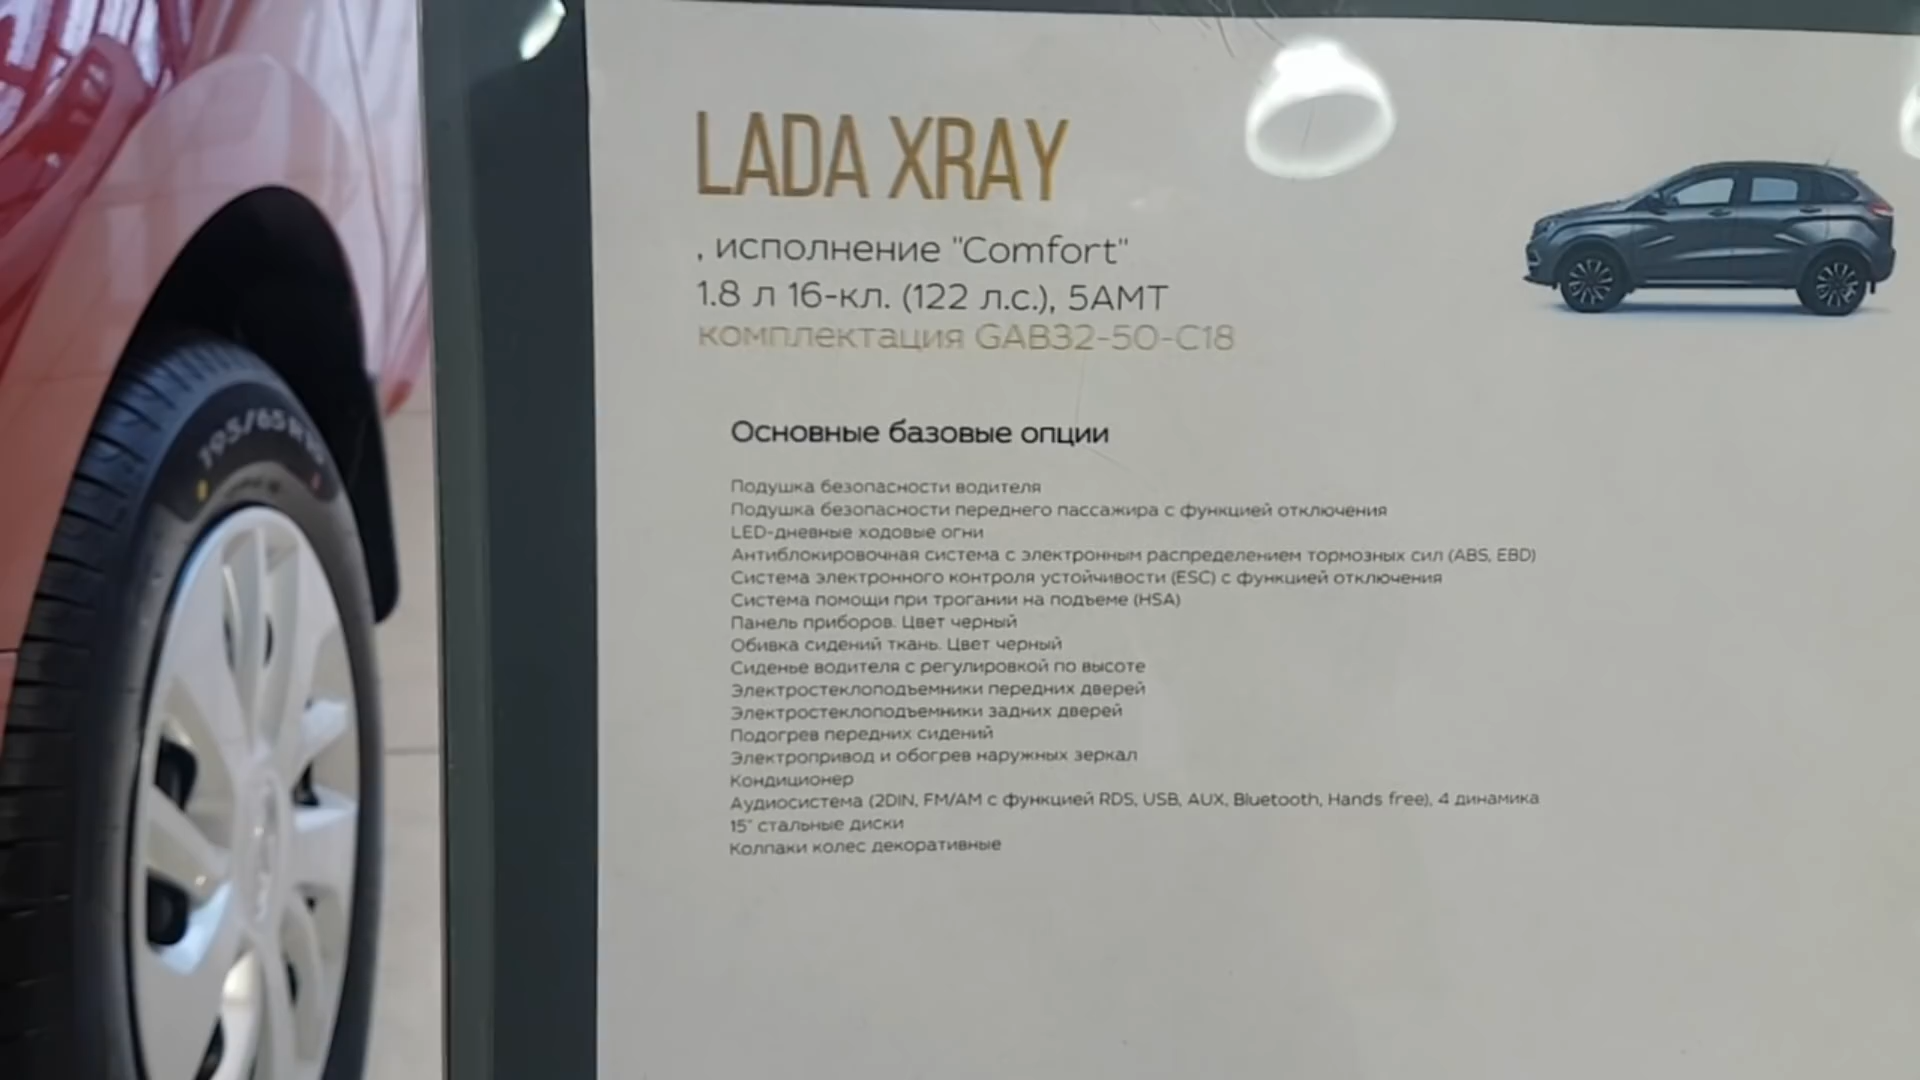 LADA XRAY
, исполнение "Comfort"
1.8 л 16-кл. (122 л.с.), 5АМТ
комплектация GAB32-50-C18
Основные базовые опции
Подушка безопасности водителя
Подушка безопасности переднего пассажира с функцией отключения
LED-дневные ходовые огни
Антиблокировочная система с электронным распределением тормозных сил (ABS, EBD)
Система электронного контроля устойчивости (ESC) с функцией отключения
Система помощи при трогании на подъеме (HSA)
Панель приборов. Цвет черный
Обивка сидений ткань. Цвет черный
Сиденье водителя с регулировкой по высоте
Электростеклоподъемники передних дверей
Электростеклоподъемники задних дверей
Подогрев передних сидений
Электропривод и обогрев наружных зеркал
Кондиционер
Аудиосистема (2DIN, FM/AM с функцией RDS, USB, AUX, Bluetooth, Hands free), 4 динамика
15" стальные диски
Колпаки колес декоративные
195/65